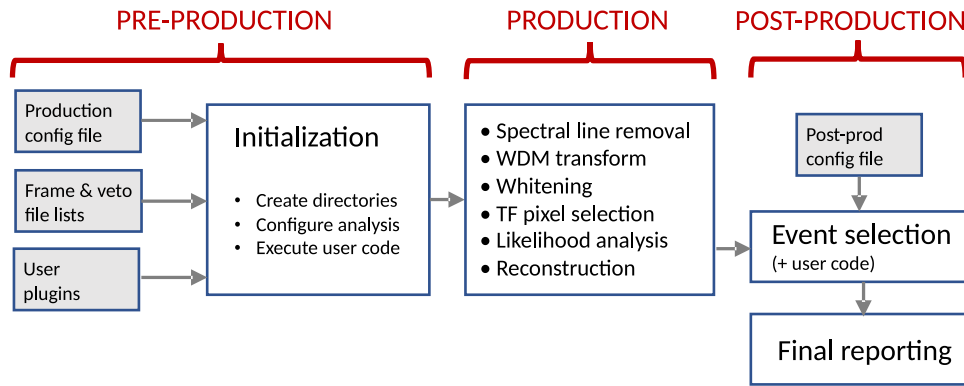 PRE-PRODUCTION
PRODUCTION
POST-PRODUCTION
Production
config file
Frame & veto
file lists
User
plugins
Initialization
• Create directories
• Configure analysis
• Execute user code
• Spectral line removal
• WDM transform
• Whitening
• TF pixel selection
• Likelihood analysis
• Reconstruction
Post-prod
config file
Event selection
(+ user code)
Final reporting